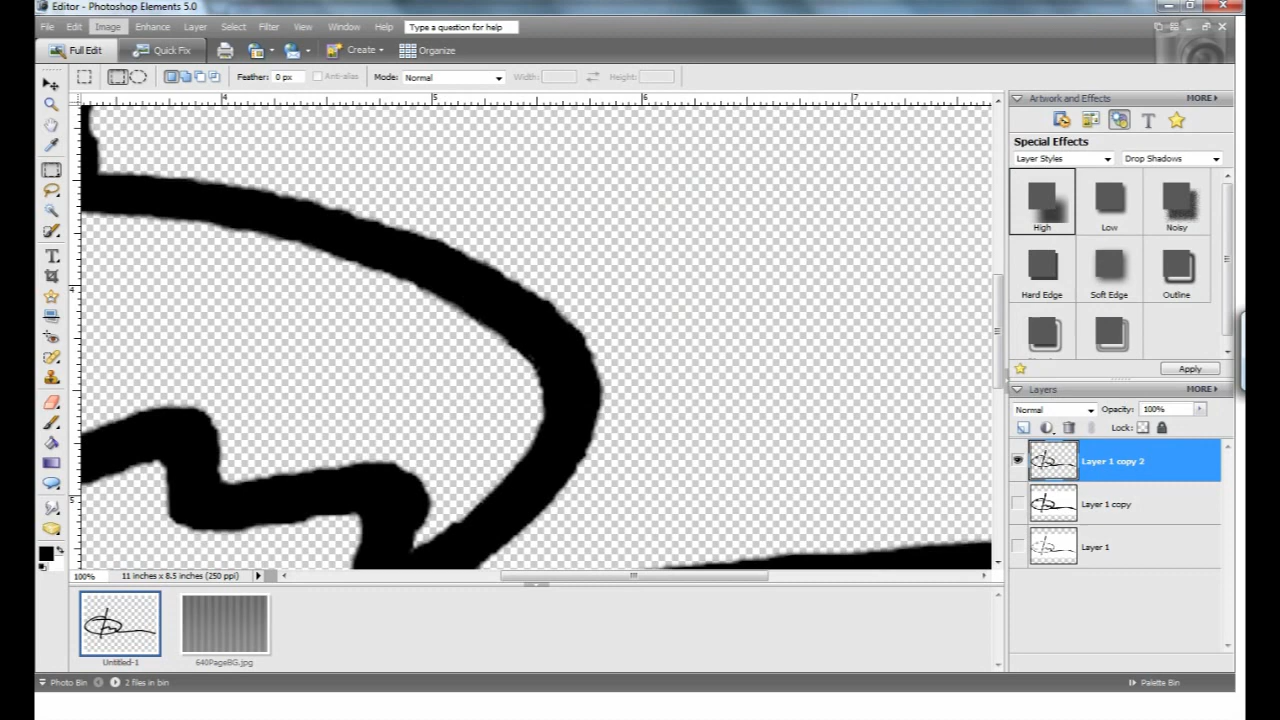 Editor - Photoshop Elements 5.0
File Edit Image Enhance Layer Select Filter View Window Help Type a question for help
Full Edit Quick Fix Create Organize
Feather: 0 px Anti-alias Mode: Normal Width: Height:
4 5 6 7
4
5
Artwork and Effects MORE
Special Effects
Layer Styles Drop Shadows
High Low Noisy
Hard Edge Soft Edge Outline
Apply
Layers MORE
Normal Opacity: 100%
Lock:
Layer 1 copy 2
Layer 1 copy
Layer 1
100% 11 inches x 8.5 inches (250 ppi)
Untitled-1 640PageBG.jpg
Photo Bin 2 files in bin Palette Bin